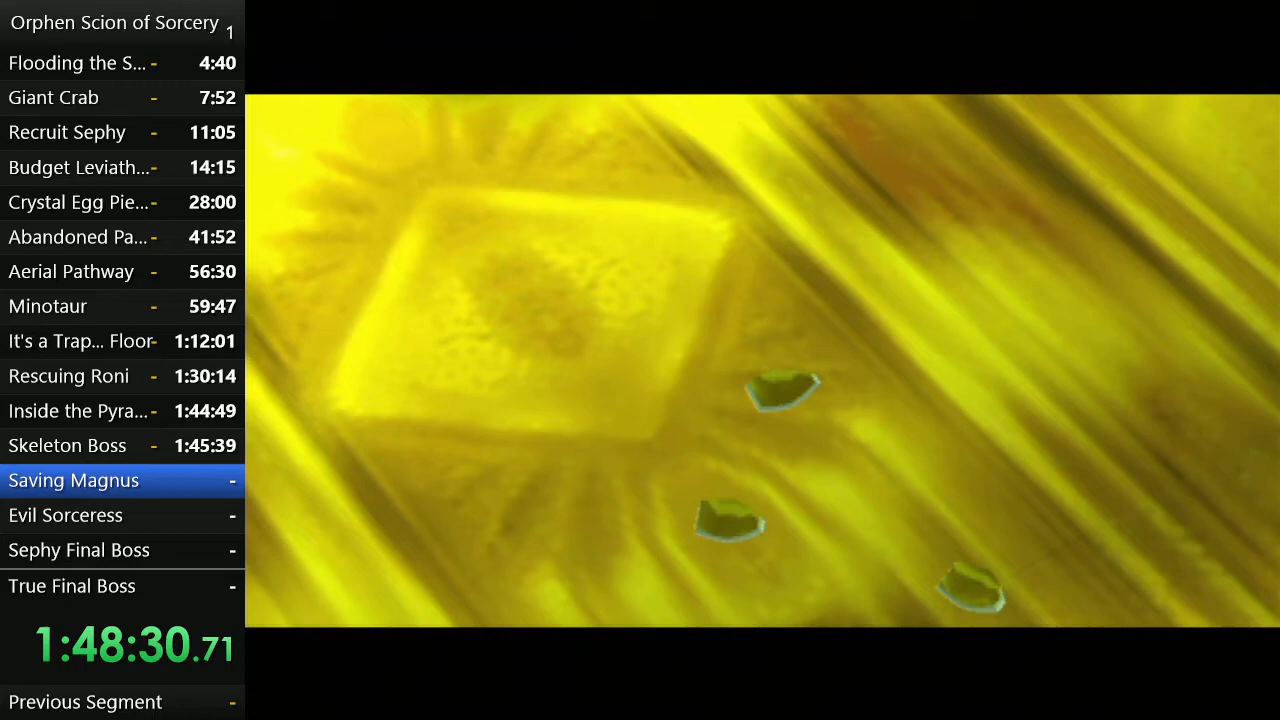 Orphen Scion of Sorcery 1
Flooding the S... - 4:40
Giant Crab - 7:52
Recruit Sephy - 11:05
Budget Leviath... - 14:15
Crystal Egg Pie... - 28:00
Abandoned Pa... - 41:52
Aerial Pathway - 56:30
Minotaur - 59:47
It's a Trap... Floor - 1:12:01
Rescuing Roni - 1:30:14
Inside the Pyra... - 1:44:49
Skeleton Boss - 1:45:39
Saving Magnus -
Evil Sorceress -
Sephy Final Boss -
True Final Boss -
1:48:30.71
Previous Segment -